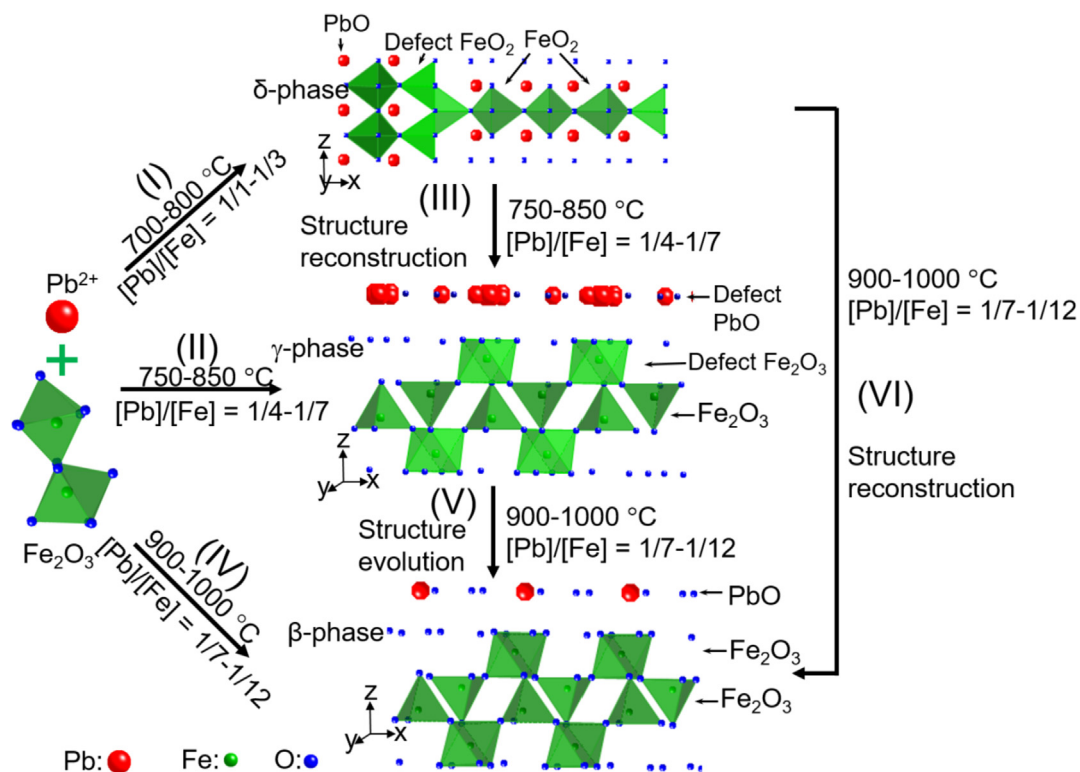 PbO
Defect FeO₂
FeO₂
δ-phase
z
y
x
(I)
700-800 °C
[Pb]/[Fe] = 1/1-1/3
(III)
Structure
reconstruction
750-850 °C
[Pb]/[Fe] = 1/4-1/7
Pb²⁺
+
Fe₂O₃
(II)
750-850 °C
[Pb]/[Fe] = 1/4-1/7
Defect
PbO
γ-phase
Defect Fe₂O₃
Fe₂O₃
z
y
x
900-1000 °C
[Pb]/[Fe] = 1/7-1/12
(VI)
Structure
reconstruction
(V)
Structure
evolution
900-1000 °C
[Pb]/[Fe] = 1/7-1/12
(IV)
900-1000 °C
[Pb]/[Fe] = 1/7-1/12
PbO
β-phase
Fe₂O₃
Fe₂O₃
z
y
x
Pb: Fe: O: